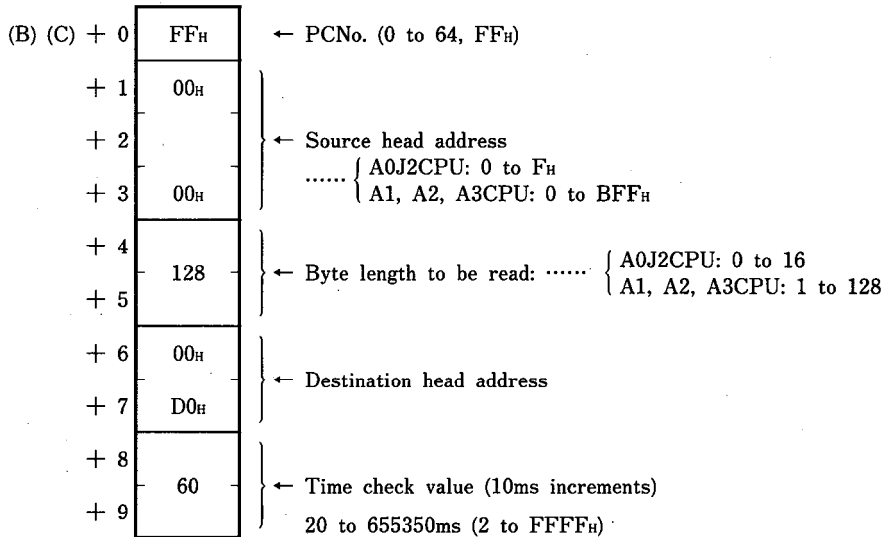 (B) (C) + 0 FFH ← PCNo. (0 to 64, FFH)
+ 1 00H
+ 2 ← Source head address
...... { A0J2CPU: 0 to FH
+ 3 00H A1, A2, A3CPU: 0 to BFFH
+ 4 A0J2CPU: 0 to 16
128 ← Byte length to be read: ...... {
+ 5 A1, A2, A3CPU: 1 to 128
+ 6 00H
← Destination head address
+ 7 D0H
+ 8
60 ← Time check value (10ms increments)
+ 9
20 to 655350ms (2 to FFFFH)